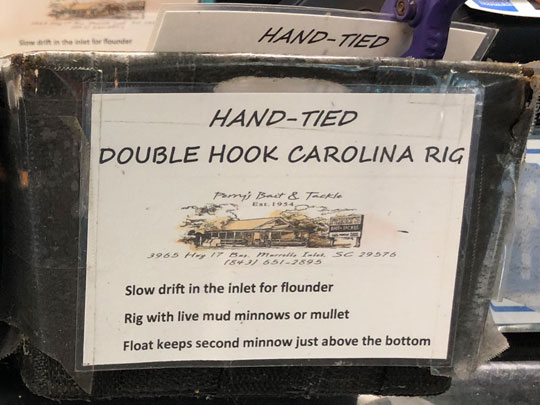 HAND-TIED
Slow drift in the inlet for flounder
HAND-TIED
DOUBLE HOOK CAROLINA RIG
Perry's Bait & Tackle
Est. 1954
3965 Hwy 17 Bus. Murrells Inlet, SC 29576
(843) 651-2895
Slow drift in the inlet for flounder
Rig with live mud minnows or mullet
Float keeps second minnow just above the bottom